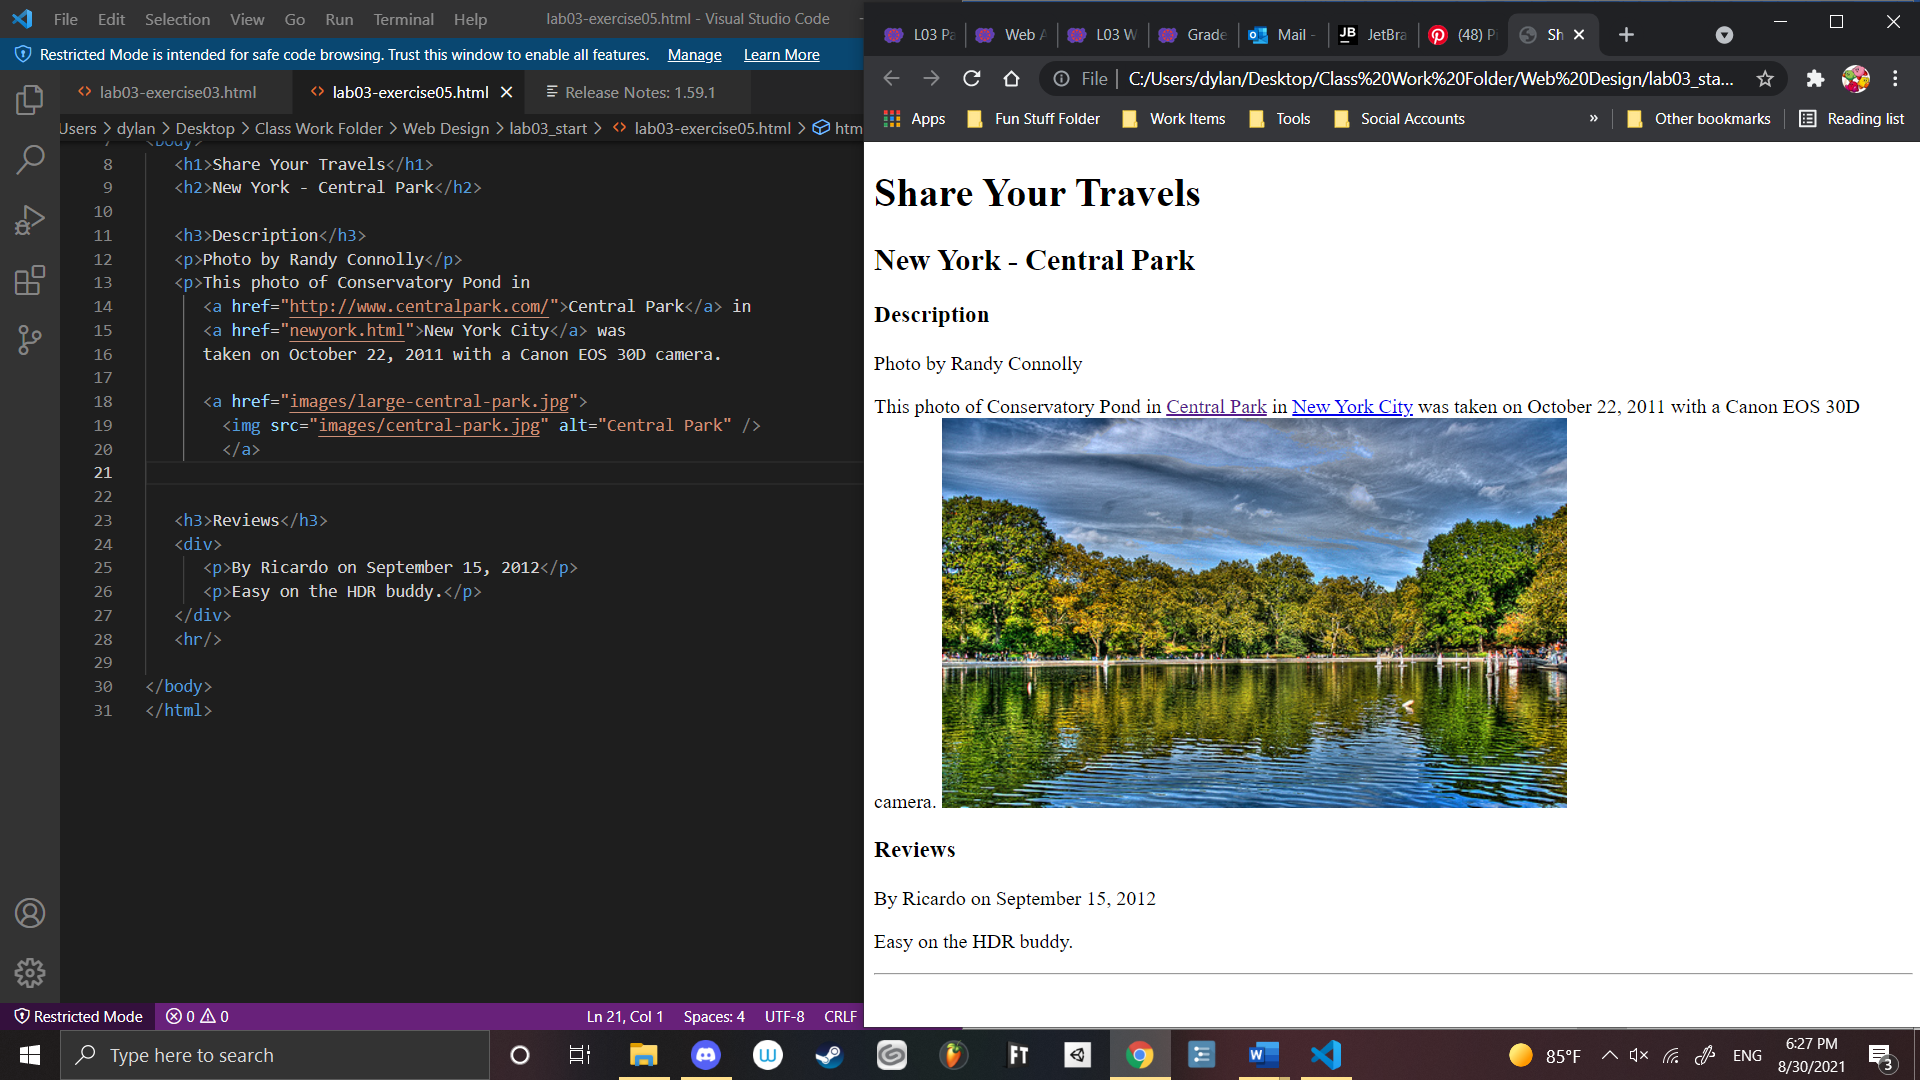 File Edit Selection View Go Run Terminal Help lab03-exercise05.html - Visual Studio Code
Restricted Mode is intended for safe code browsing. Trust this window to enable all features. Manage Learn More
lab03-exercise03.html lab03-exercise05.html Release Notes: 1.59.1
Users > dylan > Desktop > Class Work Folder > Web Design > lab03_start > lab03-exercise05.html > htm
7 <body>
8 <h1>Share Your Travels</h1>
9 <h2>New York - Central Park</h2>
10
11 <h3>Description</h3>
12 <p>Photo by Randy Connolly</p>
13 <p>This photo of Conservatory Pond in
14 <a href="http://www.centralpark.com/">Central Park</a> in
15 <a href="newyork.html">New York City</a> was
16 taken on October 22, 2011 with a Canon EOS 30D camera.
17
18 <a href="images/large-central-park.jpg">
19 <img src="images/central-park.jpg" alt="Central Park" />
20 </a>
21
22
23 <h3>Reviews</h3>
24 <div>
25 <p>By Ricardo on September 15, 2012</p>
26 <p>Easy on the HDR buddy.</p>
27 </div>
28 <hr/>
29
30 </body>
31 </html>
Restricted Mode 0 0 Ln 21, Col 1 Spaces: 4 UTF-8 CRLF
L03 Pa Web A L03 W Grade Mail - JB JetBra (48) P Sh
File C:/Users/dylan/Desktop/Class%20Work%20Folder/Web%20Design/lab03_sta...
Apps Fun Stuff Folder Work Items Tools Social Accounts » Other bookmarks Reading list
Share Your Travels
New York - Central Park
Description
Photo by Randy Connolly
This photo of Conservatory Pond in Central Park in New York City was taken on October 22, 2011 with a Canon EOS 30D
camera.
Reviews
By Ricardo on September 15, 2012
Easy on the HDR buddy.
Type here to search FT 85°F ENG 6:27 PM
8/30/2021 3